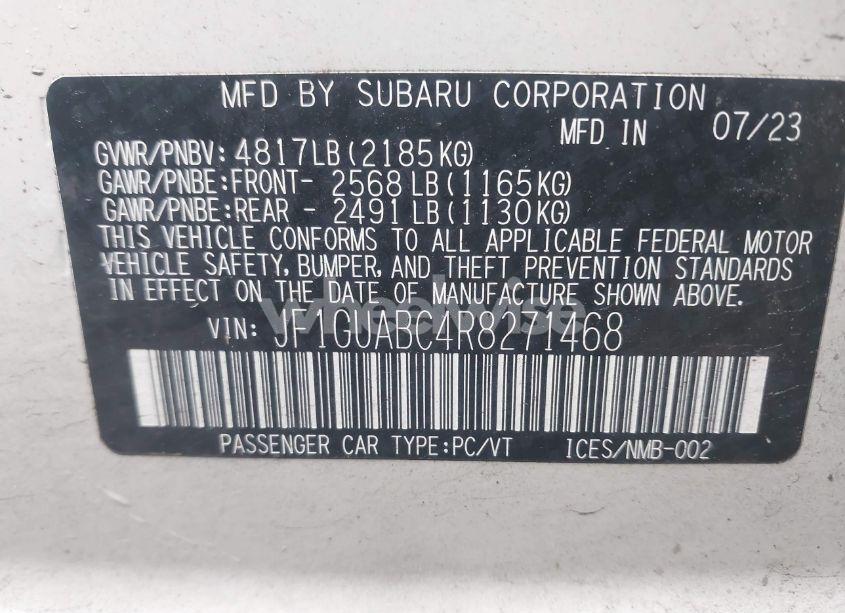 MFD BY SUBARU CORPORATION
MFD IN 07/23
GVWR/PNBV: 4817LB(2185KG)
GAWR/PNBE:FRONT- 2568LB(1165KG)
GAWR/PNBE:REAR - 2491LB(1130KG)
THIS VEHICLE CONFORMS TO ALL APPLICABLE FEDERAL MOTOR
VEHICLE SAFETY, BUMPER, AND THEFT PREVENTION STANDARDS
IN EFFECT ON THE DATE OF MANUFACTURE SHOWN ABOVE.
VIN: JF1GUABC4R8271468
wheelwise
PASSENGER CAR TYPE:PC/VT ICES/NMB-002